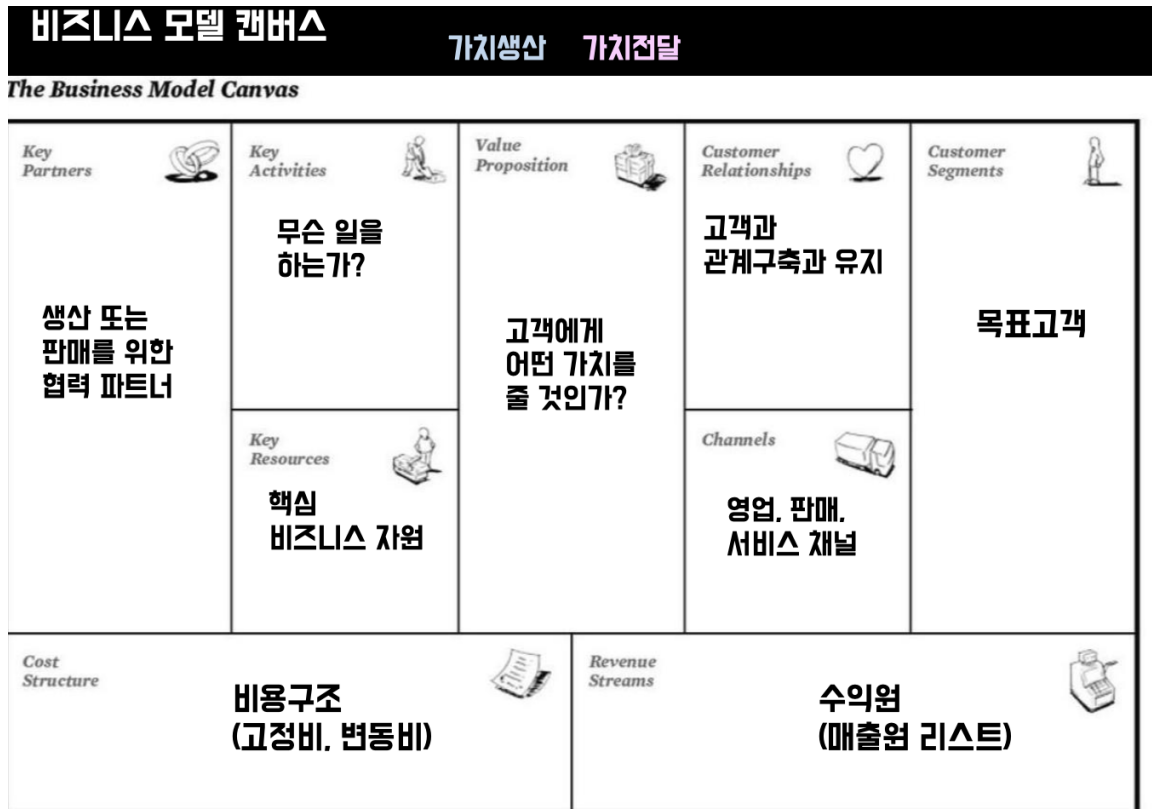 비즈니스 모델 캔버스
가치생산 가치전달
The Business Model Canvas
Key
Partners
생산 또는
판매를 위한
협력 파트너
Key
Activities
무슨 일을
하는가?
Key
Resources
핵심
비즈니스 자원
Value
Proposition
고객에게
어떤 가치를
줄 것인가?
Customer
Relationships
고객과
관계구축과 유지
Channels
영업, 판매,
서비스 채널
Customer
Segments
목표고객
Cost
Structure
비용구조
(고정비, 변동비)
Revenue
Streams
수익원
(매출원 리스트)